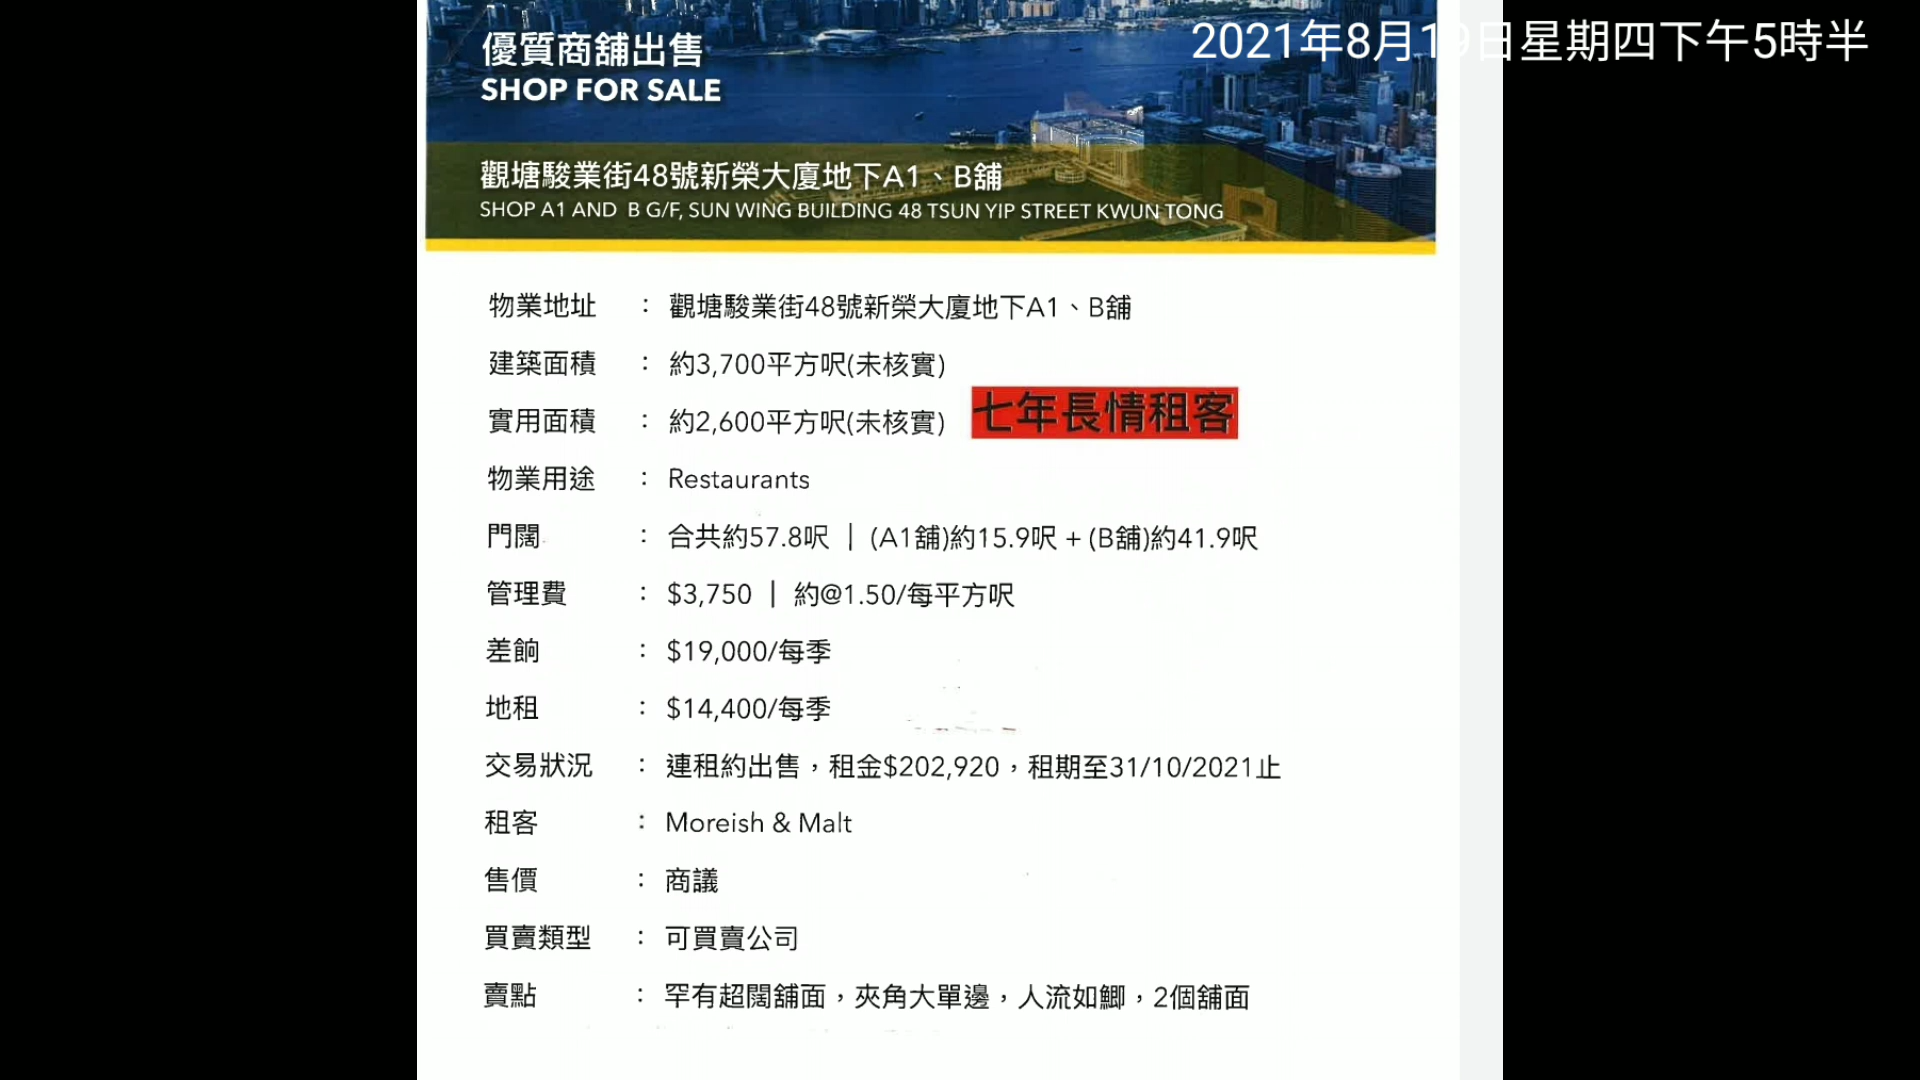 2021年8月19日星期四下午5時半
優質商舖出售
SHOP FOR SALE
觀塘駿業街48號新榮大廈地下A1、B舖
SHOP A1 AND B G/F, SUN WING BUILDING 48 TSUN YIP STREET KWUN TONG
物業地址 : 觀塘駿業街48號新榮大廈地下A1、B舖
建築面積 : 約3,700平方呎(未核實)
實用面積 : 約2,600平方呎(未核實) 七年長情租客
物業用途 : Restaurants
門闊 : 合共約57.8呎 | (A1舖)約15.9呎 + (B舖)約41.9呎
管理費 : $3,750 | 約@1.50/每平方呎
差餉 : $19,000/每季
地租 : $14,400/每季
交易狀況 : 連租約出售,租金$202,920,租期至31/10/2021止
租客 : Moreish & Malt
售價 : 商議
買賣類型 : 可買賣公司
賣點 : 罕有超闊舖面,夾角大單邊,人流如鯽,2個舖面